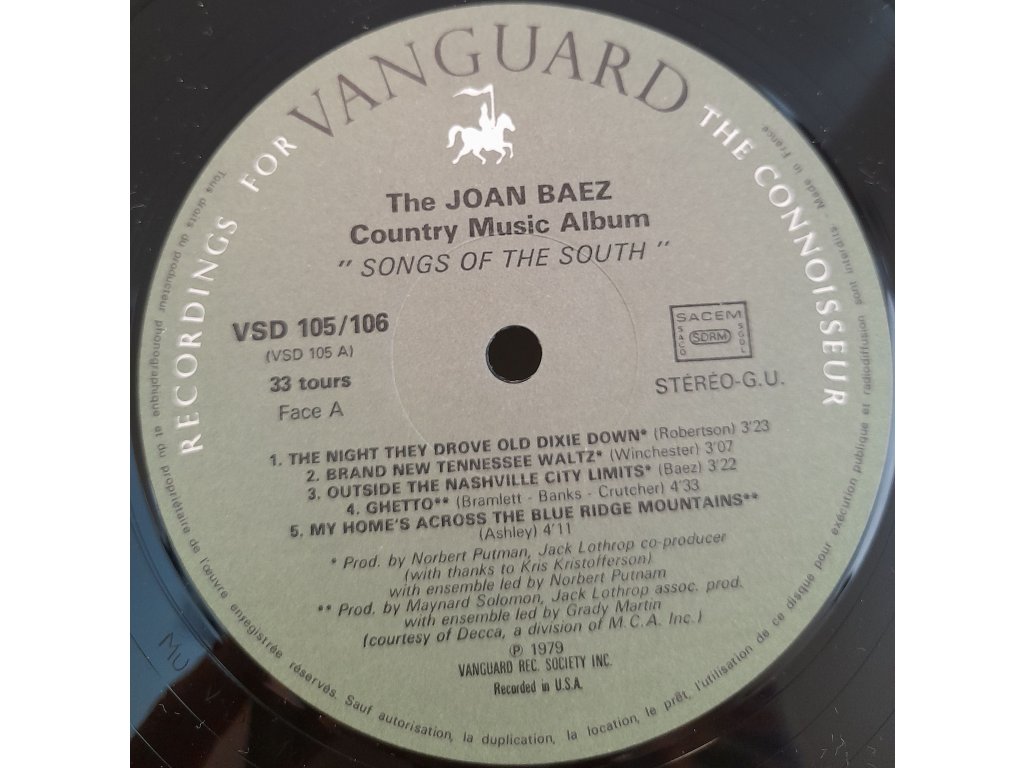 VANGUARD
RECORDINGS FOR THE CONNOISSEUR
The JOAN BAEZ
Country Music Album
" SONGS OF THE SOUTH "
VSD 105/106
(VSD 105 A)
33 tours
Face A
SACEM
SACD SDRM SGDL
STÉRÉO-G.U.
1. THE NIGHT THEY DROVE OLD DIXIE DOWN* (Robertson) 3'23
2. BRAND NEW TENNESSEE WALTZ* (Winchester) 3'07
3. OUTSIDE THE NASHVILLE CITY LIMITS* (Baez) 3'22
4. GHETTO** (Bramlett - Banks - Crutcher) 4'33
5. MY HOME'S ACROSS THE BLUE RIDGE MOUNTAINS**
(Ashley) 4'11
* Prod. by Norbert Putman, Jack Lothrop co-producer
(with thanks to Kris Kristofferson)
with ensemble led by Norbert Putnam
** Prod. by Maynard Solomon, Jack Lothrop assoc. prod.
with ensemble led by Grady Martin
(courtesy of Decca, a division of M.C.A. Inc.)
℗ 1979
VANGUARD REC. SOCIETY INC.
Recorded in U.S.A.
Tous droits du producteur phonographique et du propriétaire de l'œuvre enregistrée réservés. Sauf autorisation, la duplication, la location, le prêt, l'utilisation de ce disque pour exécution publique et radiodiffusion sont interdits - Made in France
MU